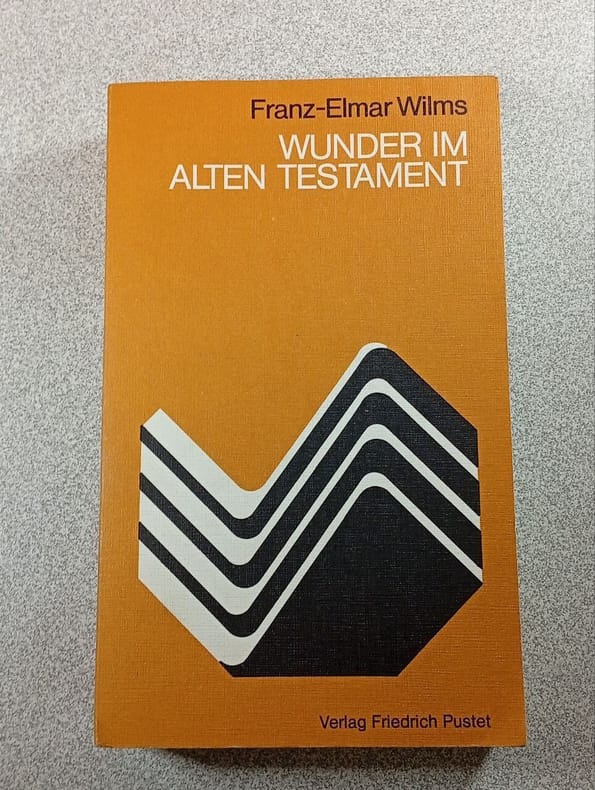 Franz-Elmar Wilms
WUNDER IM
ALTEN TESTAMENT
Verlag Friedrich Pustet